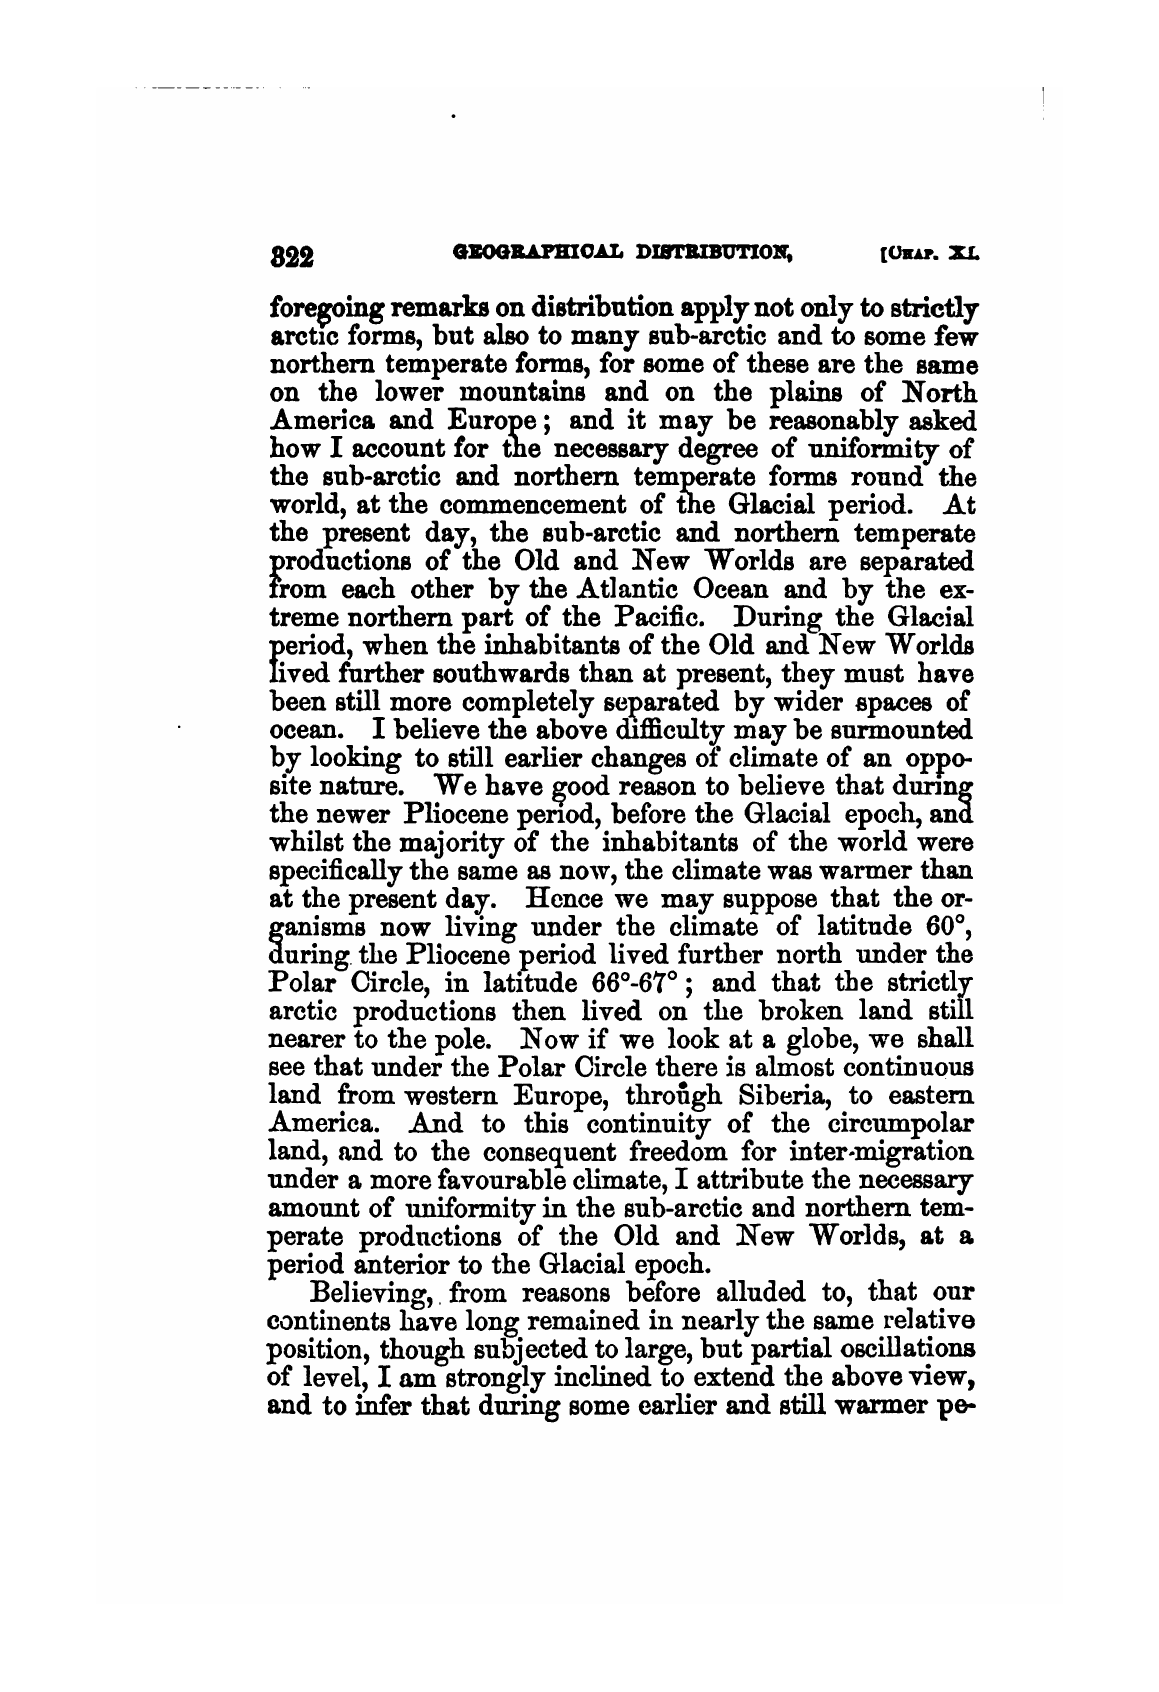 322 GEOGRAPHICAL DISTRIBUTION, [CHAP. XI.
foregoing remarks on distribution apply not only to strictly
arctic forms, but also to many sub-arctic and to some few
northern temperate forms, for some of these are the same
on the lower mountains and on the plains of North
America and Europe; and it may be reasonably asked
how I account for the necessary degree of uniformity of
the sub-arctic and northern temperate forms round the
world, at the commencement of the Glacial period. At
the present day, the sub-arctic and northern temperate
productions of the Old and New Worlds are separated
from each other by the Atlantic Ocean and by the ex-
treme northern part of the Pacific. During the Glacial
period, when the inhabitants of the Old and New Worlds
lived further southwards than at present, they must have
been still more completely separated by wider spaces of
ocean. I believe the above difficulty may be surmounted
by looking to still earlier changes of climate of an oppo-
site nature. We have good reason to believe that during
the newer Pliocene period, before the Glacial epoch, and
whilst the majority of the inhabitants of the world were
specifically the same as now, the climate was warmer than
at the present day. Hence we may suppose that the or-
ganisms now living under the climate of latitude 60°,
during the Pliocene period lived further north under the
Polar Circle, in latitude 66°-67°; and that the strictly
arctic productions then lived on the broken land still
nearer to the pole. Now if we look at a globe, we shall
see that under the Polar Circle there is almost continuous
land from western Europe, through Siberia, to eastern
America. And to this continuity of the circumpolar
land, and to the consequent freedom for inter-migration
under a more favourable climate, I attribute the necessary
amount of uniformity in the sub-arctic and northern tem-
perate productions of the Old and New Worlds, at a
period anterior to the Glacial epoch.
Believing, from reasons before alluded to, that our
continents have long remained in nearly the same relative
position, though subjected to large, but partial oscillations
of level, I am strongly inclined to extend the above view,
and to infer that during some earlier and still warmer pe-